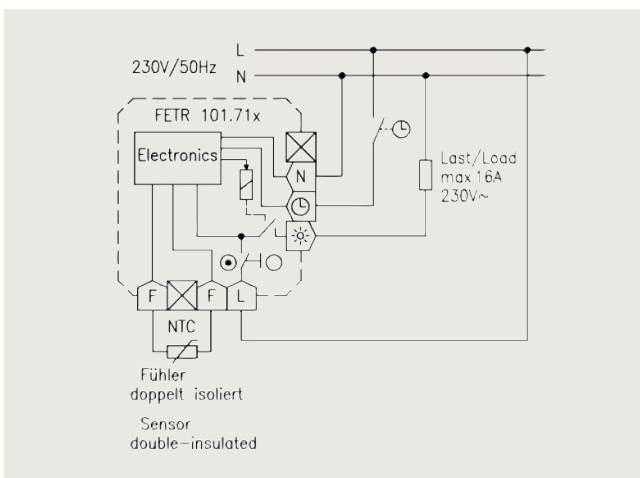 L
230V/50Hz
N
FETR 101.71x
Electronics
N
Last/Load
max 16A
230V~
F
F
L
NTC
Fühler
doppelt isoliert
Sensor
double-insulated